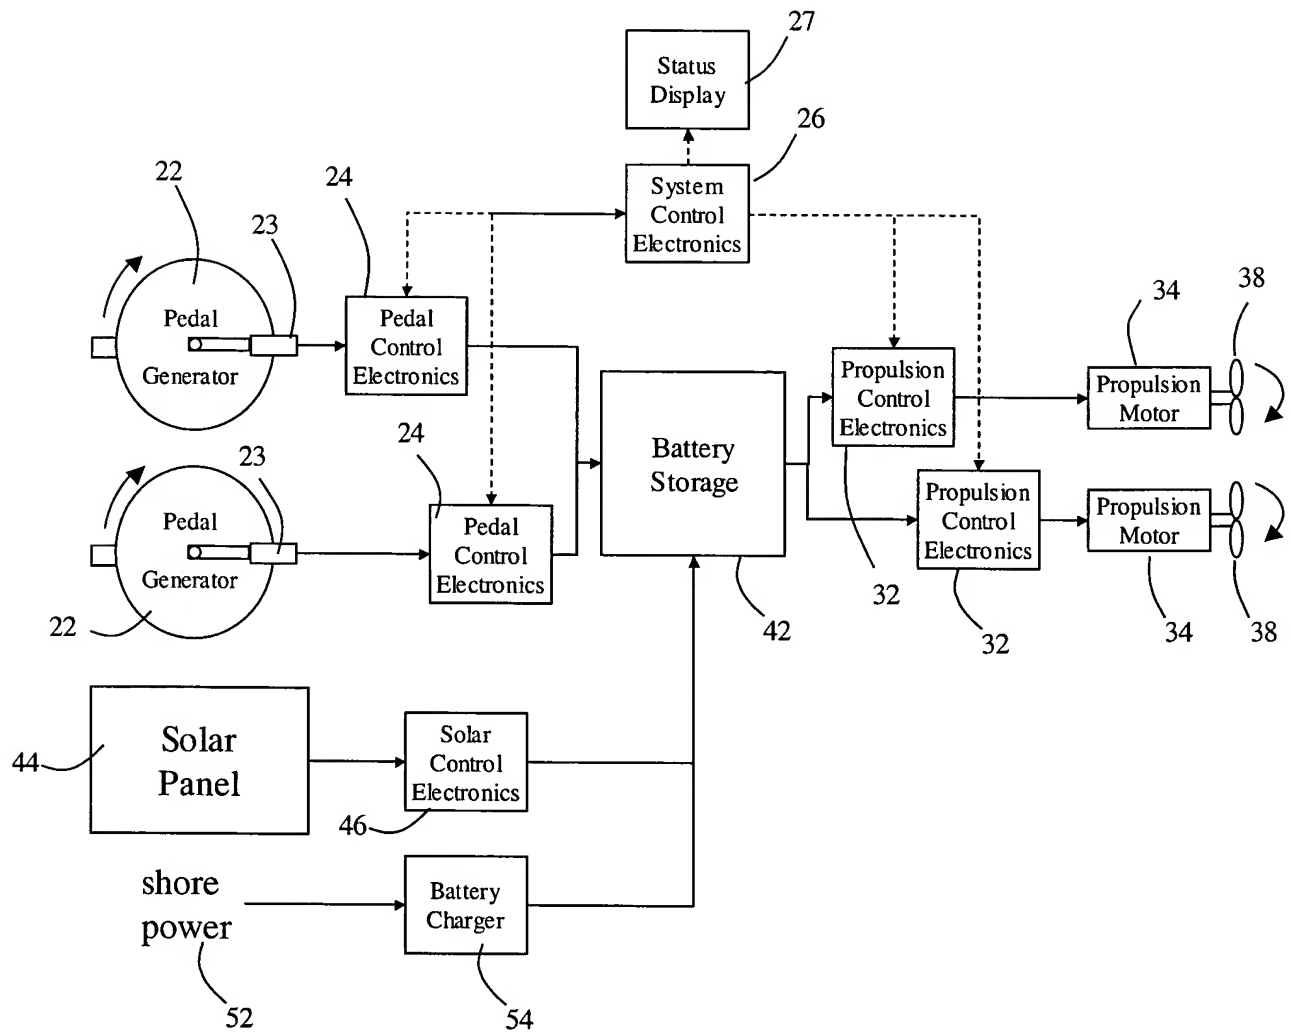 27
Status
Display
26
22
24
23
System
Control
Electronics
Pedal
Generator
Pedal
Control
Electronics
34
38
Propulsion
Control
Electronics
Propulsion
Motor
24
23
Battery
Storage
Pedal
Generator
Pedal
Control
Electronics
Propulsion
Control
Electronics
Propulsion
Motor
22
42
32
32
34
38
44
Solar
Panel
Solar
Control
Electronics
46
shore
power
Battery
Charger
52
54